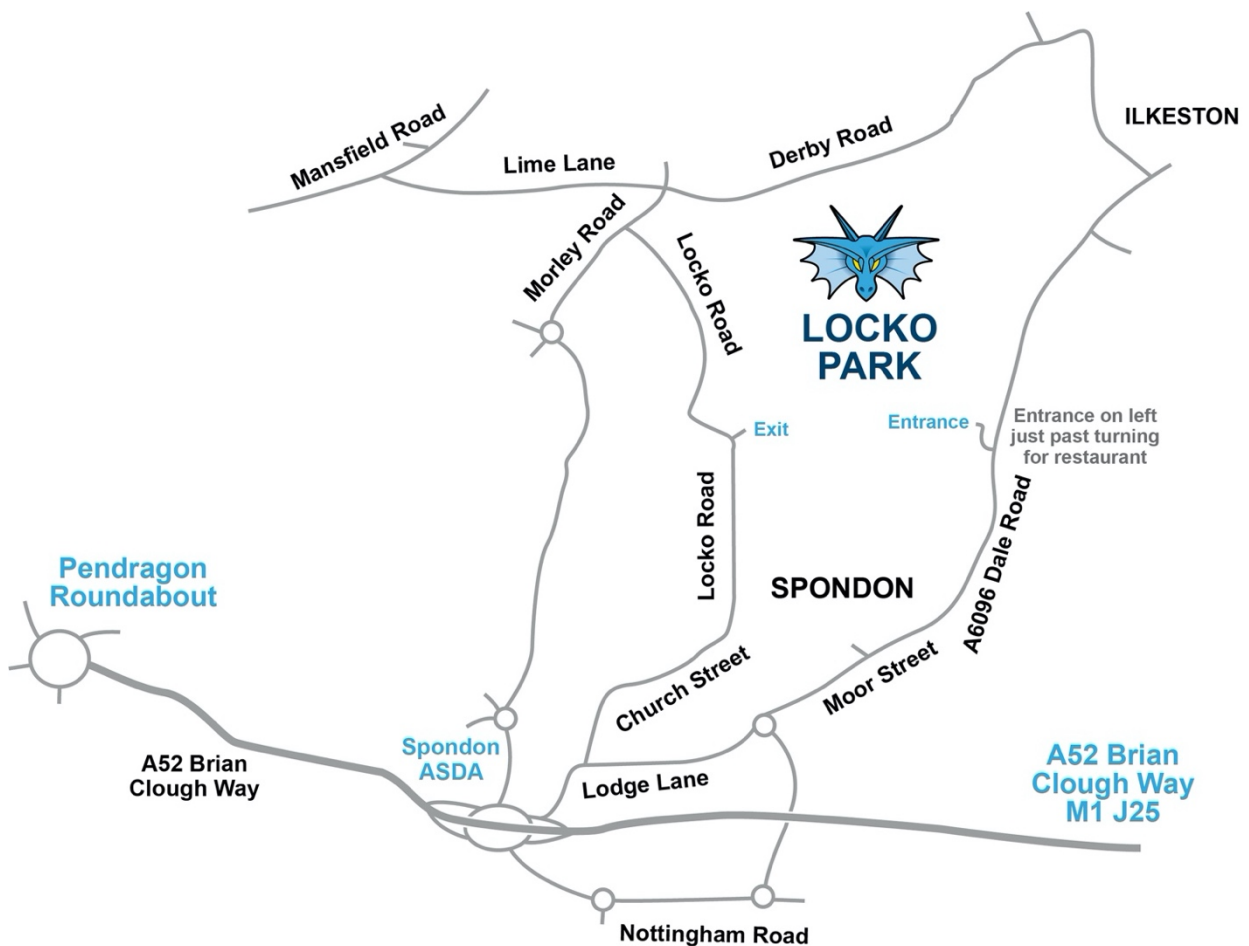 ILKESTON
Mansfield Road
Lime Lane
Derby Road
Morley Road
Locko Road
LOCKO
PARK
Exit
Entrance
Entrance on left
just past turning
for restaurant
Locko Road
A6096 Dale Road
Pendragon
Roundabout
SPONDON
Church Street
Moor Street
A52 Brian
Clough Way
Spondon
ASDA
Lodge Lane
A52 Brian
Clough Way
M1 J25
Nottingham Road